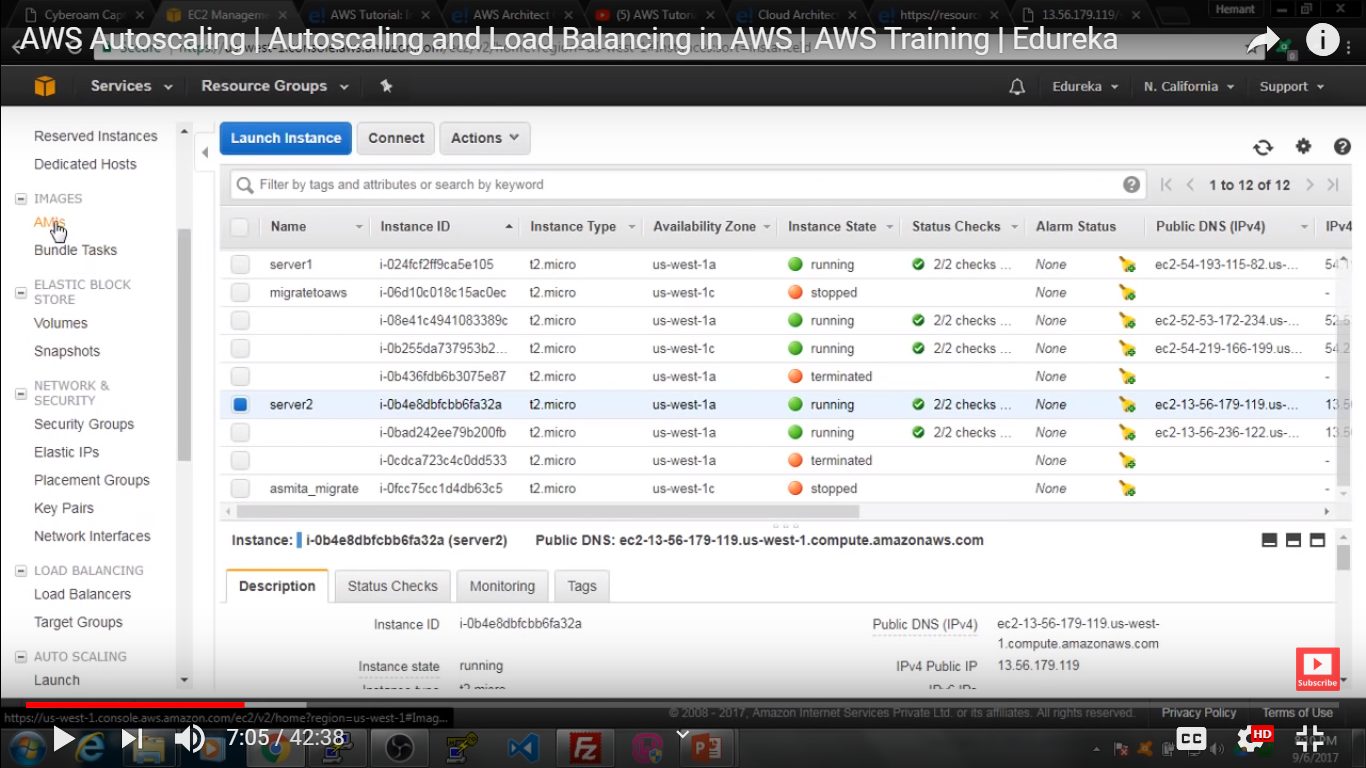 Cyberoam Cap
EC2 Managem
AWS Tutorial: I
AWS Architect
(5) AWS Tutor
Cloud Architec
https://resourc
13.56.179.119/
Hemant
AWS Autoscaling | Autoscaling and Load Balancing in AWS | AWS Training | Edureka
Services
Resource Groups
Edureka
N. California
Support
Reserved Instances
Dedicated Hosts
IMAGES
AMIs
Bundle Tasks
ELASTIC BLOCK
STORE
Volumes
Snapshots
NETWORK &
SECURITY
Security Groups
Elastic IPs
Placement Groups
Key Pairs
Network Interfaces
LOAD BALANCING
Load Balancers
Target Groups
AUTO SCALING
Launch
Launch Instance Connect Actions
Filter by tags and attributes or search by keyword
1 to 12 of 12
Name Instance ID Instance Type Availability Zone Instance State Status Checks Alarm Status Public DNS (IPv4) IPv4
server1 i-024fcf2ff9ca5e105 t2.micro us-west-1a running 2/2 checks ... None ec2-54-193-115-82.us-...
migratetoaws i-06d10c018c15ac0ec t2.micro us-west-1c stopped None -
i-08e41c4941083389c t2.micro us-west-1a running 2/2 checks ... None ec2-52-53-172-234.us-...
i-0b255da737953b2... t2.micro us-west-1c running 2/2 checks ... None ec2-54-219-166-199.us...
i-0b436fdb6b3075e87 t2.micro us-west-1a terminated None -
server2 i-0b4e8dbfcbb6fa32a t2.micro us-west-1a running 2/2 checks ... None ec2-13-56-179-119.us-...
i-0bad242ee79b200fb t2.micro us-west-1a running 2/2 checks ... None ec2-13-56-236-122.us-...
i-0cdca723c4c0dd533 t2.micro us-west-1a terminated None -
asmita_migrate i-0fcc75cc1d4db63c5 t2.micro us-west-1c stopped None -
Instance: i-0b4e8dbfcbb6fa32a (server2) Public DNS: ec2-13-56-179-119.us-west-1.compute.amazonaws.com
Description Status Checks Monitoring Tags
Instance ID i-0b4e8dbfcbb6fa32a Public DNS (IPv4) ec2-13-56-179-119.us-west-
1.compute.amazonaws.com
Instance state running IPv4 Public IP 13.56.179.119
Subscribe
https://us-west-1.console.aws.amazon.com/ec2/v2/home?region=us-west-1#Imag...
© 2008 - 2017, Amazon Internet Services Private Ltd. or its affiliates. All rights reserved. Privacy Policy Terms of Use
7:05 / 42:38
CC
HD
9/6/2017